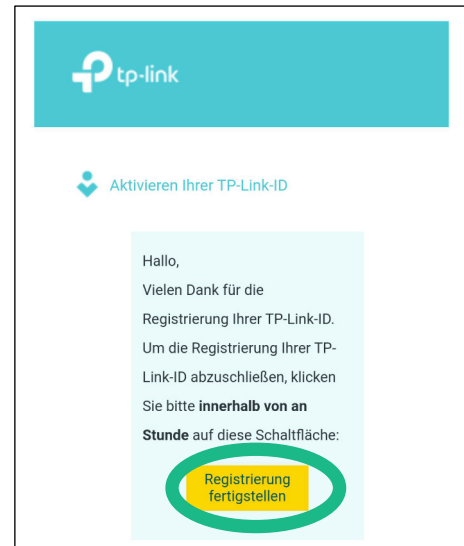 tp-link
Aktivieren Ihrer TP-Link-ID
Hallo,
Vielen Dank für die
Registrierung Ihrer TP-Link-ID.
Um die Registrierung Ihrer TP-
Link-ID abzuschließen, klicken
Sie bitte innerhalb von an
Stunde auf diese Schaltfläche:
Registrierung
fertigstellen